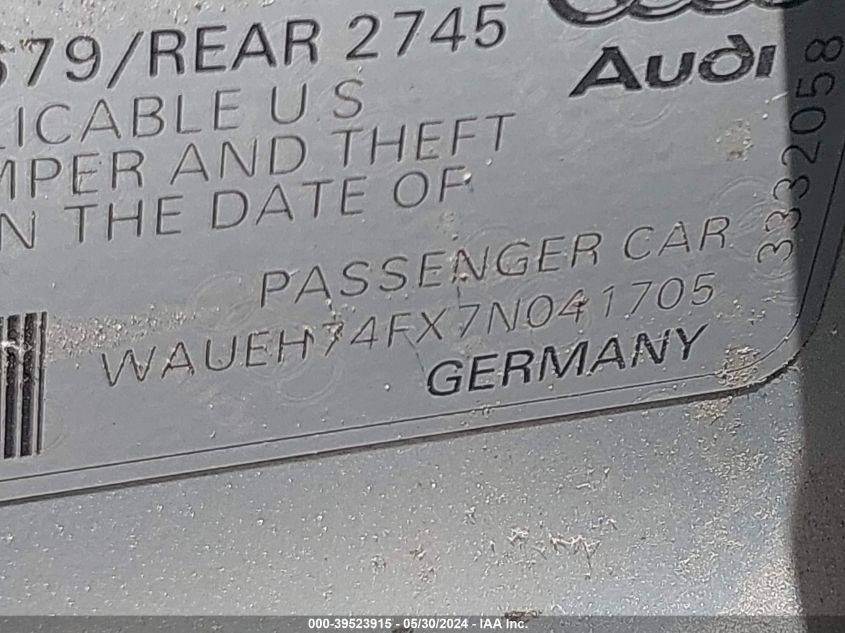 679/REAR 2745
Audi
LICABLE U S
MPER AND THEFT
N THE DATE OF
PASSENGER CAR
WAUEH74FX7N041705
GERMANY
3332058
000-39523915 - 05/30/2024 - IAA Inc.